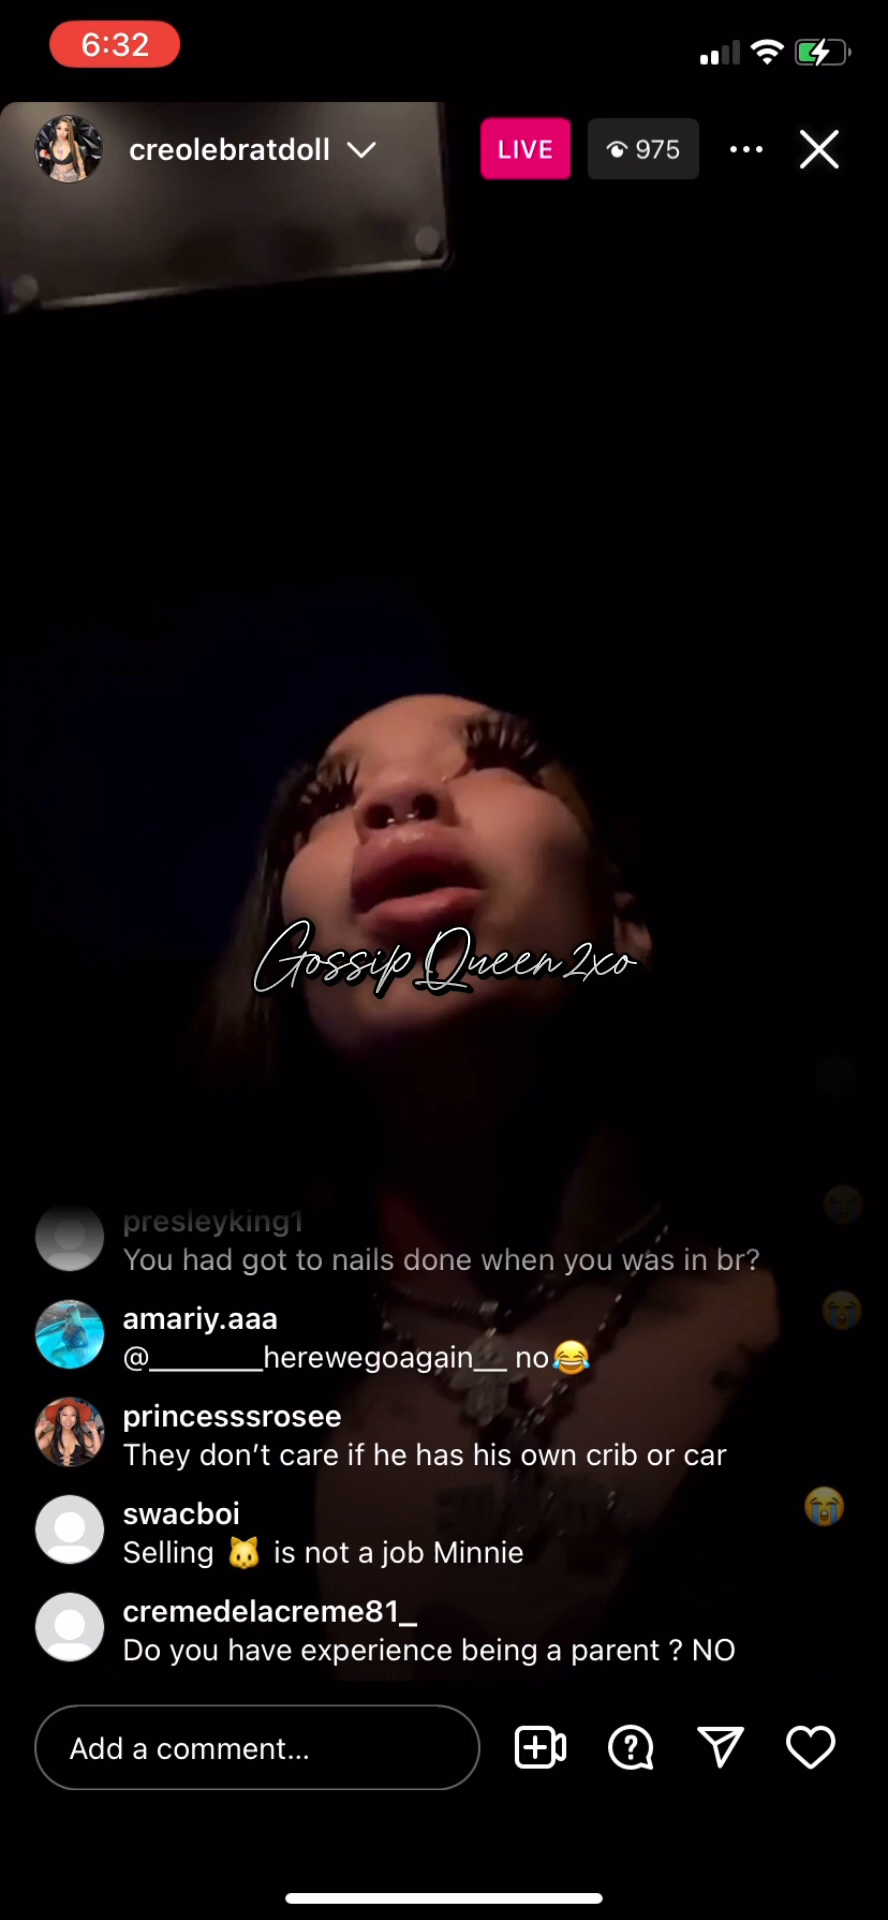 6:32
creolebratdoll
LIVE
975
Gossip Queen 2xo
presleyking1
You had got to nails done when you was in br?
amariy.aaa
@________herewegoagain__ no😂
princesssrosee
They don’t care if he has his own crib or car
swacboi
Selling 🐱 is not a job Minnie
cremedelacreme81_
Do you have experience being a parent ? NO
Add a comment...